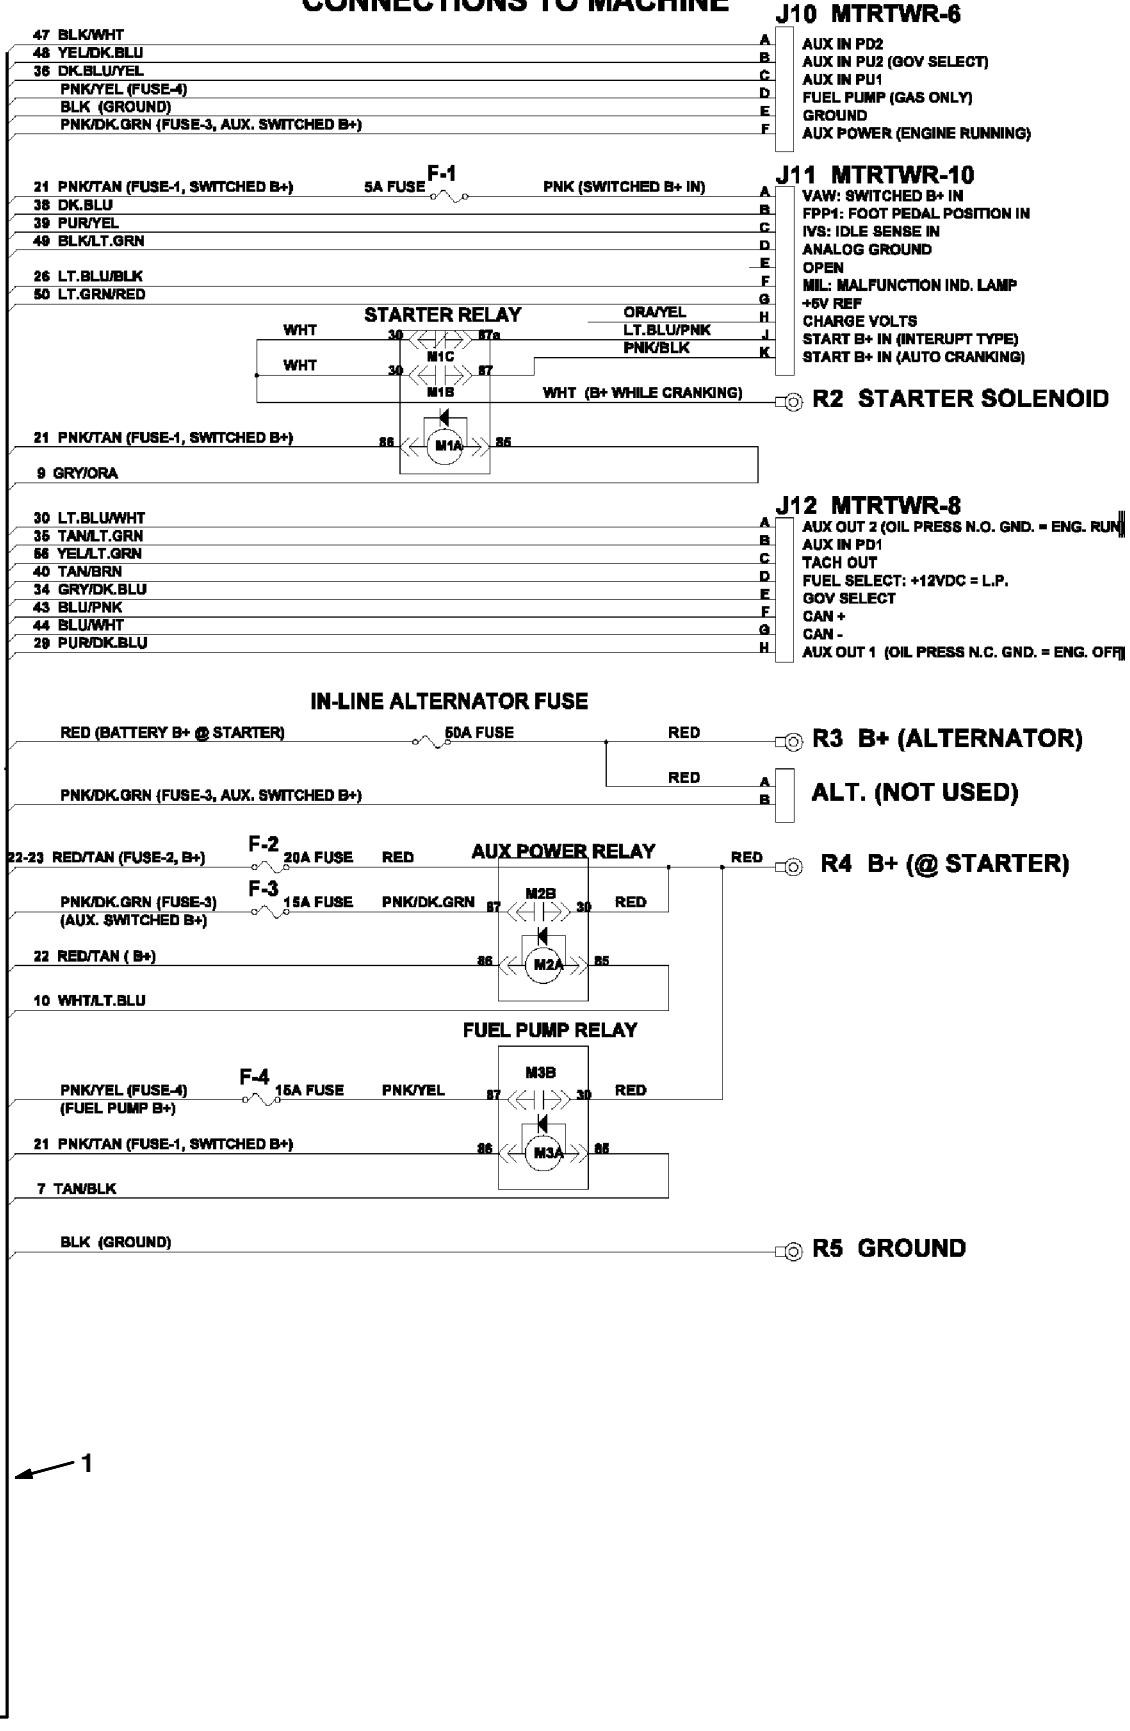 CONNECTIONS TO MACHINE
J10 MTRTWR-6
47 BLK/WHT A AUX IN PD2
48 YEL/DK.BLU B AUX IN PU2 (GOV SELECT)
36 DK.BLU/YEL C AUX IN PU1
PNK/YEL (FUSE-4) D FUEL PUMP (GAS ONLY)
BLK (GROUND) E GROUND
PNK/DK.GRN (FUSE-3, AUX. SWITCHED B+) F AUX POWER (ENGINE RUNNING)
J11 MTRTWR-10
21 PNK/TAN (FUSE-1, SWITCHED B+) 5A FUSE F-1 PNK (SWITCHED B+ IN) A VAW: SWITCHED B+ IN
38 DK.BLU B FPP1: FOOT PEDAL POSITION IN
39 PUR/YEL C IVS: IDLE SENSE IN
49 BLK/LT.GRN D ANALOG GROUND
E OPEN
26 LT.BLU/BLK F MIL: MALFUNCTION IND. LAMP
50 LT.GRN/RED G +5V REF
STARTER RELAY ORA/YEL H CHARGE VOLTS
WHT 30 87a LT.BLU/PNK J START B+ IN (INTERUPT TYPE)
M1C PNK/BLK K START B+ IN (AUTO CRANKING)
WHT 30 87
M1B WHT (B+ WHILE CRANKING) R2 STARTER SOLENOID
21 PNK/TAN (FUSE-1, SWITCHED B+) 86 M1A 85
9 GRY/ORA
J12 MTRTWR-8
30 LT.BLU/WHT A AUX OUT 2 (OIL PRESS N.O. GND. = ENG. RUN
35 TAN/LT.GRN B AUX IN PD1
55 YEL/LT.GRN C TACH OUT
40 TAN/BRN D FUEL SELECT: +12VDC = L.P.
34 GRY/DK.BLU E GOV SELECT
43 BLU/PNK F CAN +
44 BLU/WHT G CAN -
29 PUR/DK.BLU H AUX OUT 1 (OIL PRESS N.C. GND. = ENG. OFF
IN-LINE ALTERNATOR FUSE
RED (BATTERY B+ @ STARTER) 50A FUSE RED R3 B+ (ALTERNATOR)
RED A
PNK/DK.GRN (FUSE-3, AUX. SWITCHED B+) B ALT. (NOT USED)
22-23 RED/TAN (FUSE-2, B+) F-2 20A FUSE RED AUX POWER RELAY RED R4 B+ (@ STARTER)
PNK/DK.GRN (FUSE-3) F-3 15A FUSE PNK/DK.GRN 87 M2B 30 RED
(AUX. SWITCHED B+)
22 RED/TAN ( B+) 86 M2A 85
10 WHT/LT.BLU
FUEL PUMP RELAY
PNK/YEL (FUSE-4) F-4 15A FUSE PNK/YEL 87 M3B 30 RED
(FUEL PUMP B+)
21 PNK/TAN (FUSE-1, SWITCHED B+) 86 M3A 85
7 TAN/BLK
BLK (GROUND) R5 GROUND
1